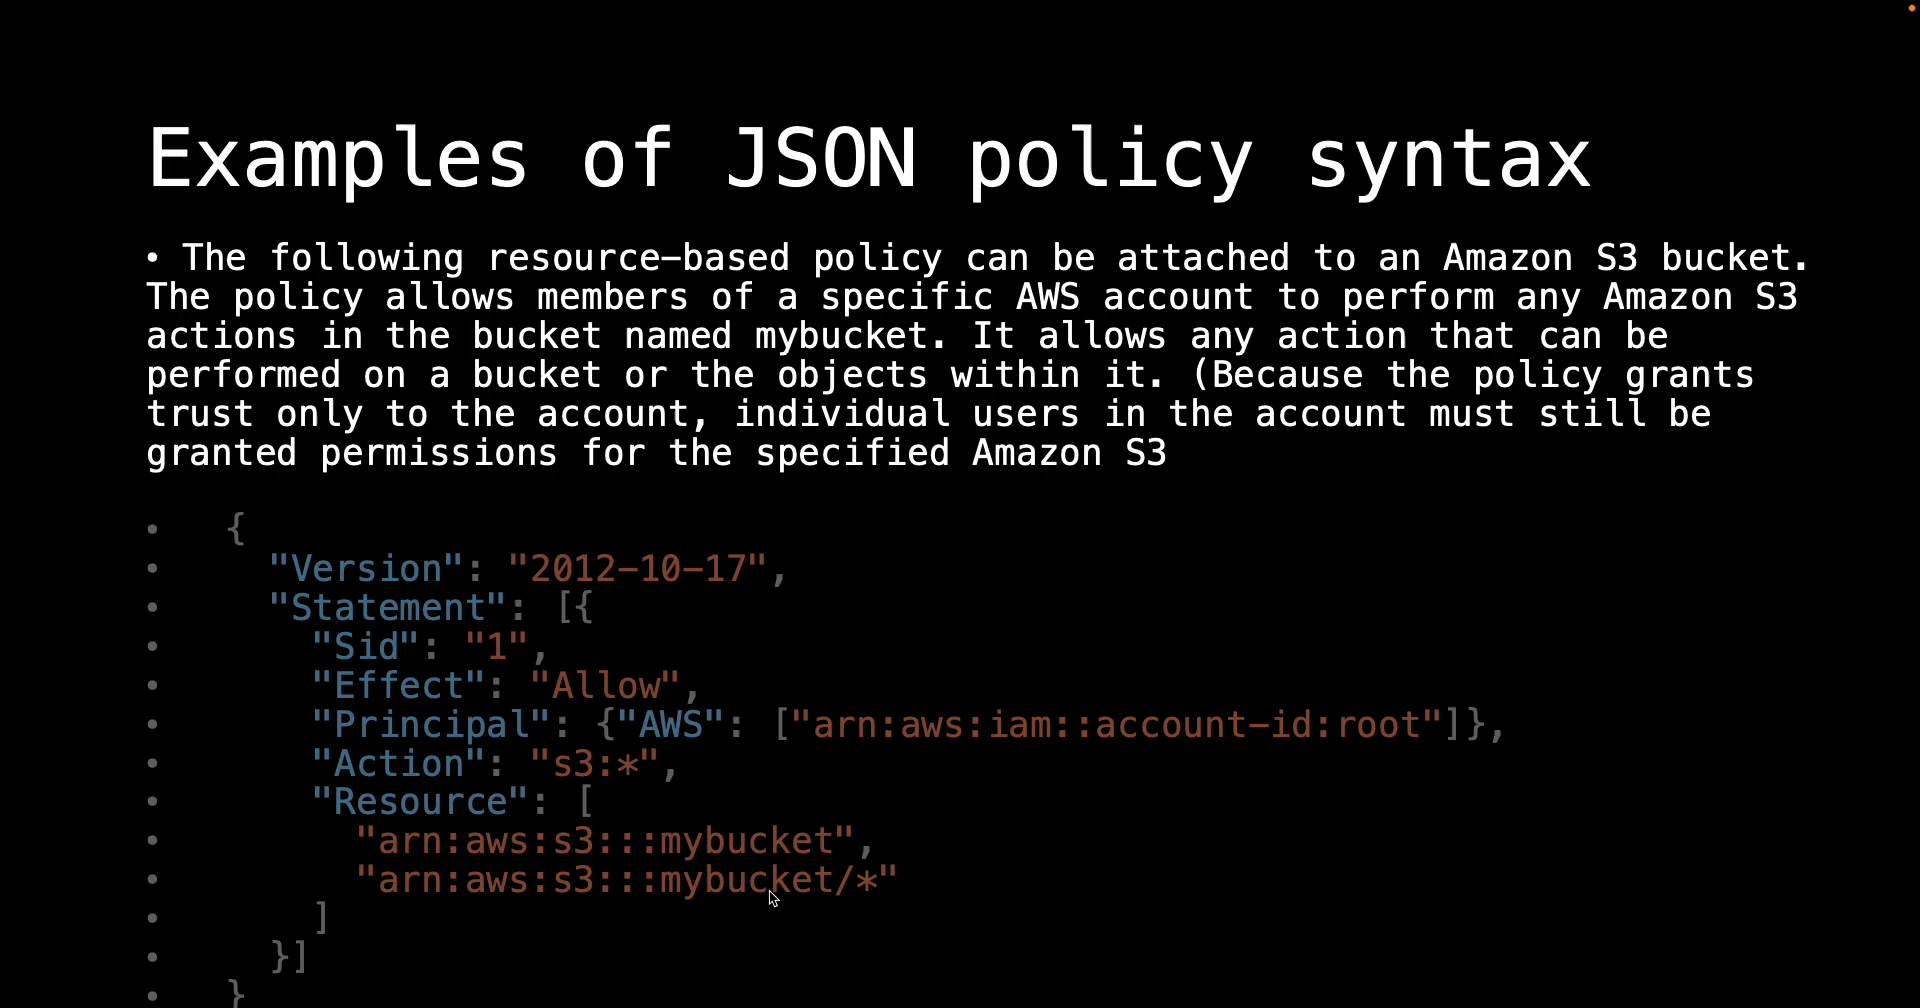 Examples of JSON policy syntax
• The following resource-based policy can be attached to an Amazon S3 bucket.
The policy allows members of a specific AWS account to perform any Amazon S3
actions in the bucket named mybucket. It allows any action that can be
performed on a bucket or the objects within it. (Because the policy grants
trust only to the account, individual users in the account must still be
granted permissions for the specified Amazon S3
• {
• "Version": "2012-10-17",
• "Statement": [{
• "Sid": "1",
• "Effect": "Allow",
• "Principal": {"AWS": ["arn:aws:iam::account-id:root"]},
• "Action": "s3:*",
• "Resource": [
• "arn:aws:s3:::mybucket",
• "arn:aws:s3:::mybucket/*"
• ]
• }]
• }